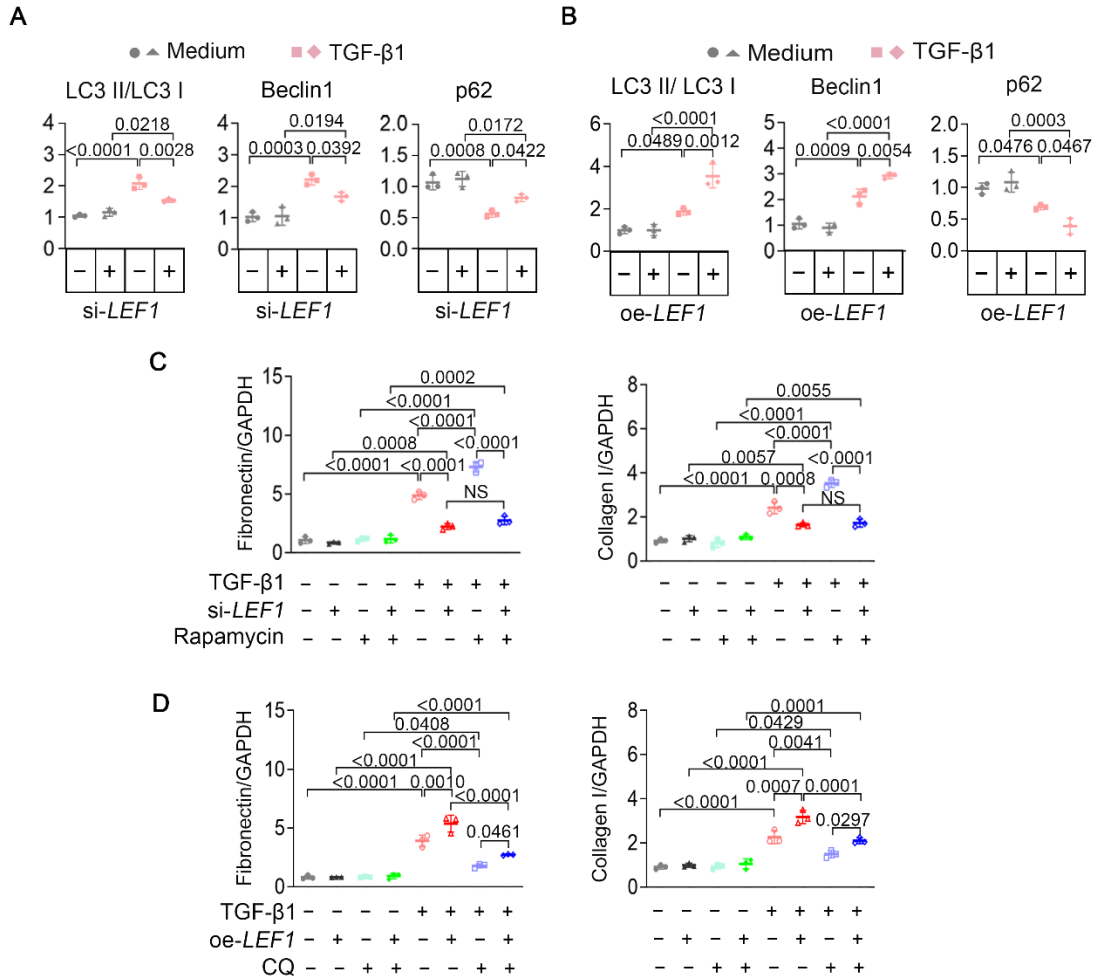 A
Medium TGF-β1
LC3 II/LC3 I Beclin1 p62
4 3 2 1 0
<0.0001 0.0218 0.0028
− + − +
si-LEF1
4 3 2 1 0
0.0003 0.0194 0.0392
− + − +
si-LEF1
2.0 1.5 1.0 0.5 0.0
0.0008 0.0172 0.0422
− + − +
si-LEF1
B
Medium TGF-β1
LC3 II/ LC3 I Beclin1 p62
6 4 2 0
<0.0001 0.0489 0.0012
− + − +
oe-LEF1
5 4 3 2 1 0
<0.0001 0.0009 0.0054
− + − +
oe-LEF1
2.0 1.5 1.0 0.5 0.0
0.0003 0.0476 0.0467
− + − +
oe-LEF1
C
Fibronectin/GAPDH
15 10 5 0
0.0002
<0.0001
<0.0001
0.0008 <0.0001
<0.0001 <0.0001
NS
TGF-β1 − − − − + + + +
si-LEF1 − + − + − + − +
Rapamycin − − + + − − + +
Collagen I/GAPDH
8 6 4 2 0
0.0055
<0.0001
<0.0001
0.0057 <0.0001
<0.0001 0.0008
NS
− − − − + + + +
− + − + − + − +
− − + + − − + +
D
Fibronectin/GAPDH
15 10 5 0
<0.0001
0.0408
<0.0001
<0.0001
<0.0001 0.0010
<0.0001
0.0461
TGF-β1 − − − − + + + +
oe-LEF1 − + − + − + − +
CQ − − + + − − + +
Collagen I/GAPDH
8 6 4 2 0
0.0001
0.0429
0.0041
<0.0001
0.0007 0.0001
<0.0001
0.0297
− − − − + + + +
− + − + − + − +
− − + + − − + +